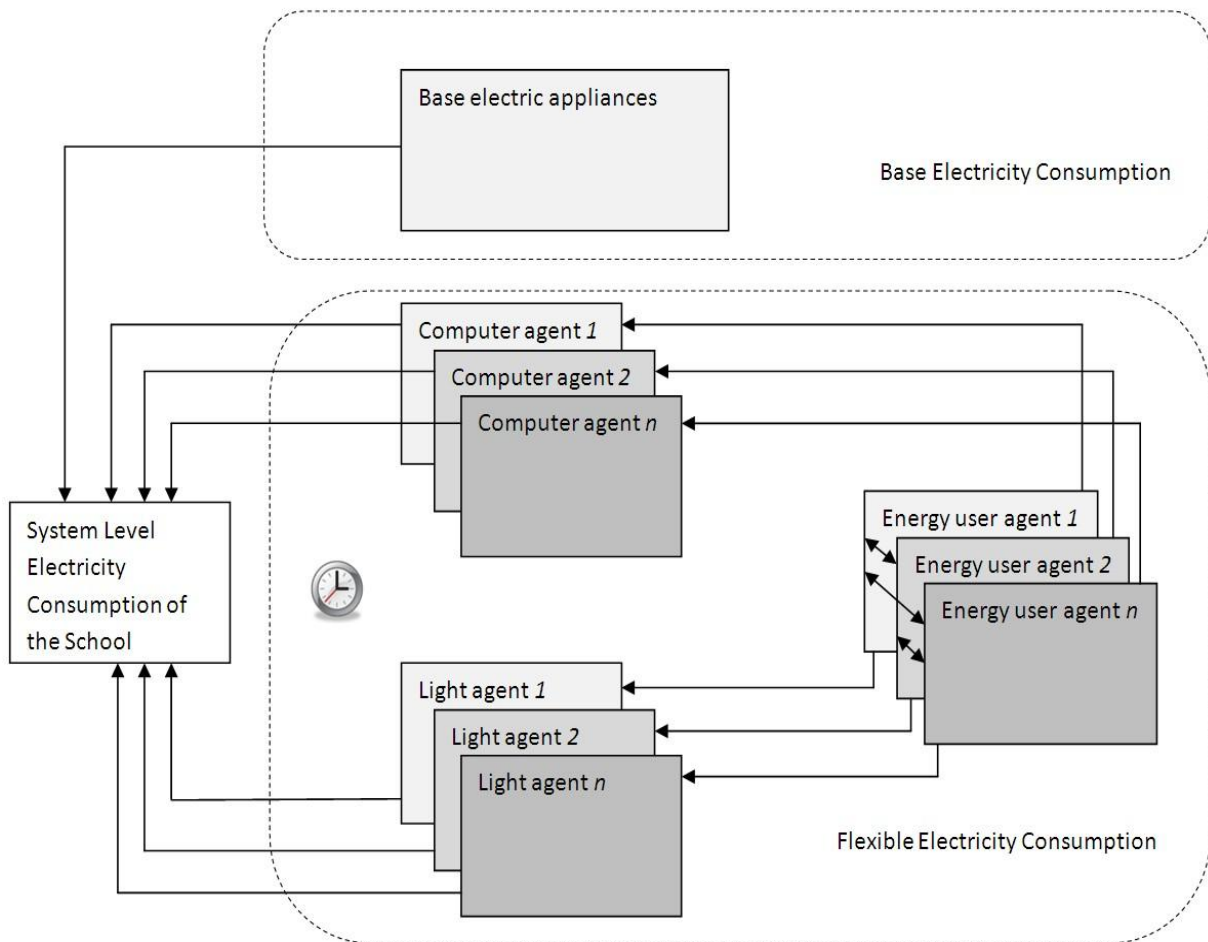 Base electric appliances
Base Electricity Consumption
Computer agent 1
Computer agent 2
Computer agent n
System Level
Electricity
Consumption of
the School
Energy user agent 1
Energy user agent 2
Energy user agent n
Light agent 1
Light agent 2
Light agent n
Flexible Electricity Consumption